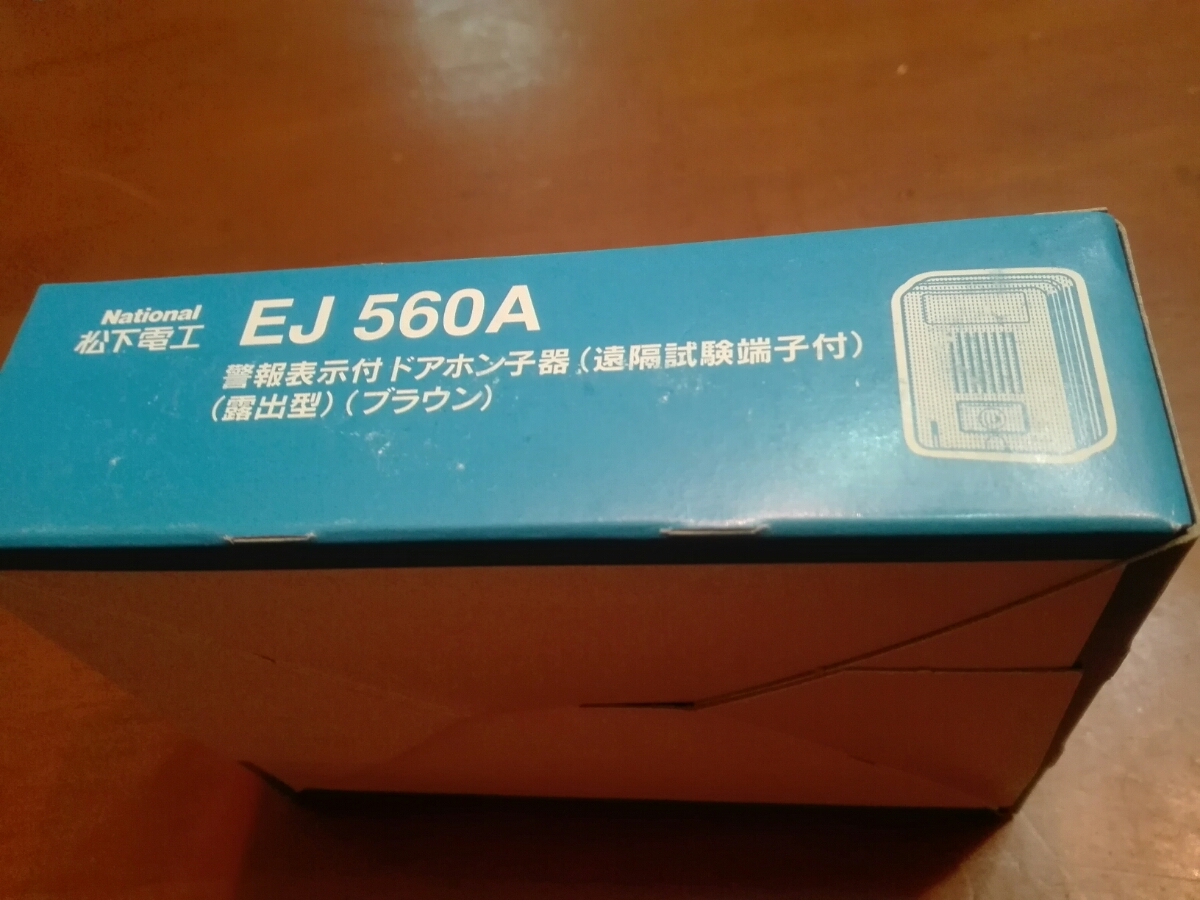 National
松下電工
EJ 560A
警報表示付ドアホン子器(遠隔試験端子付)
(露出型)(ブラウン)